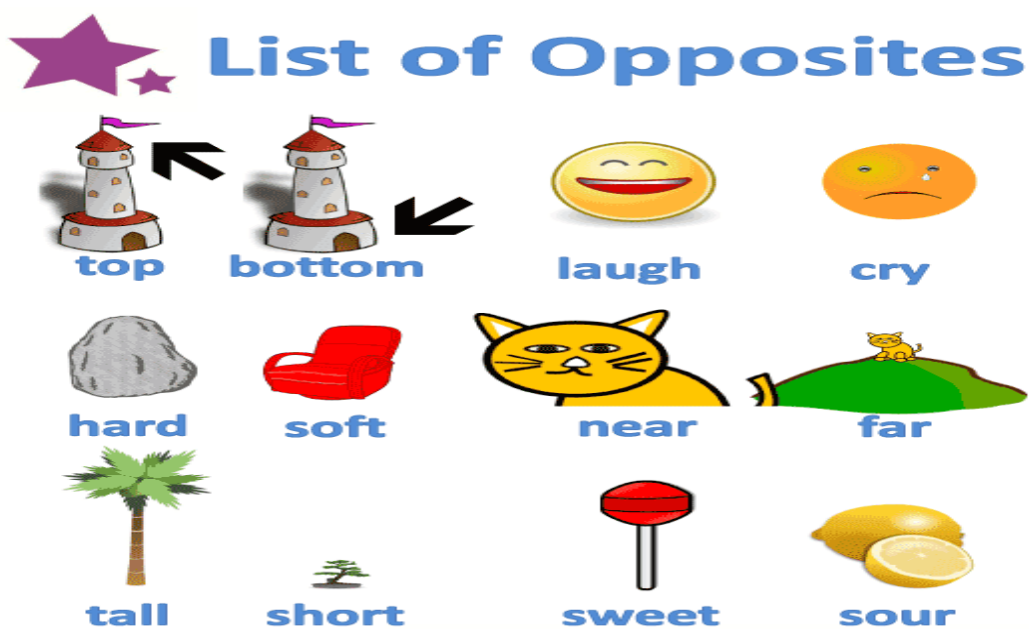 List of Opposites
top bottom laugh cry
hard soft near far
tall short sweet sour